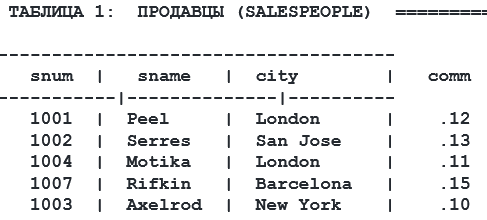 ТАБЛИЦА 1: ПРОДАВЦЫ (SALESPEOPLE) =========
--------------------------------------
snum | sname | city | comm
-----------|---------------|----------
1001 | Peel | London | .12
1002 | Serres | San Jose | .13
1004 | Motika | London | .11
1007 | Rifkin | Barcelona | .15
1003 | Axelrod | New York | .10